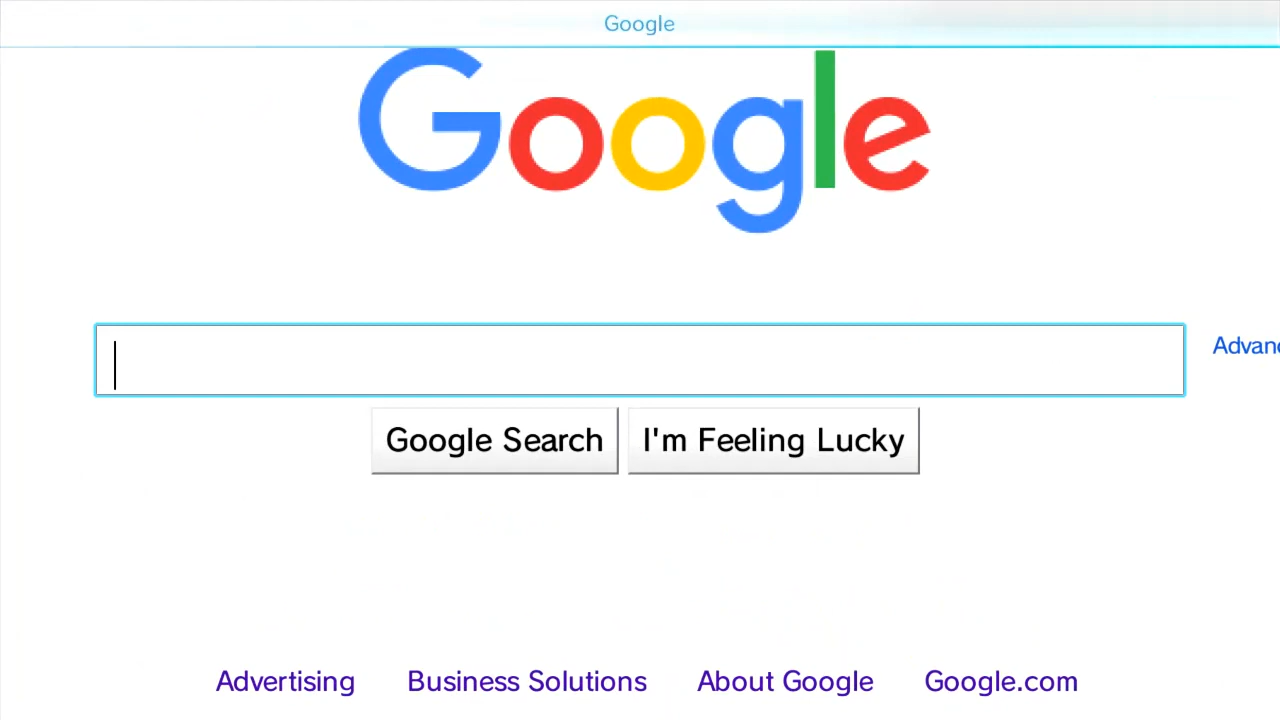 Google
Google
Advanc
Google Search
I'm Feeling Lucky
Advertising
Business Solutions
About Google
Google.com